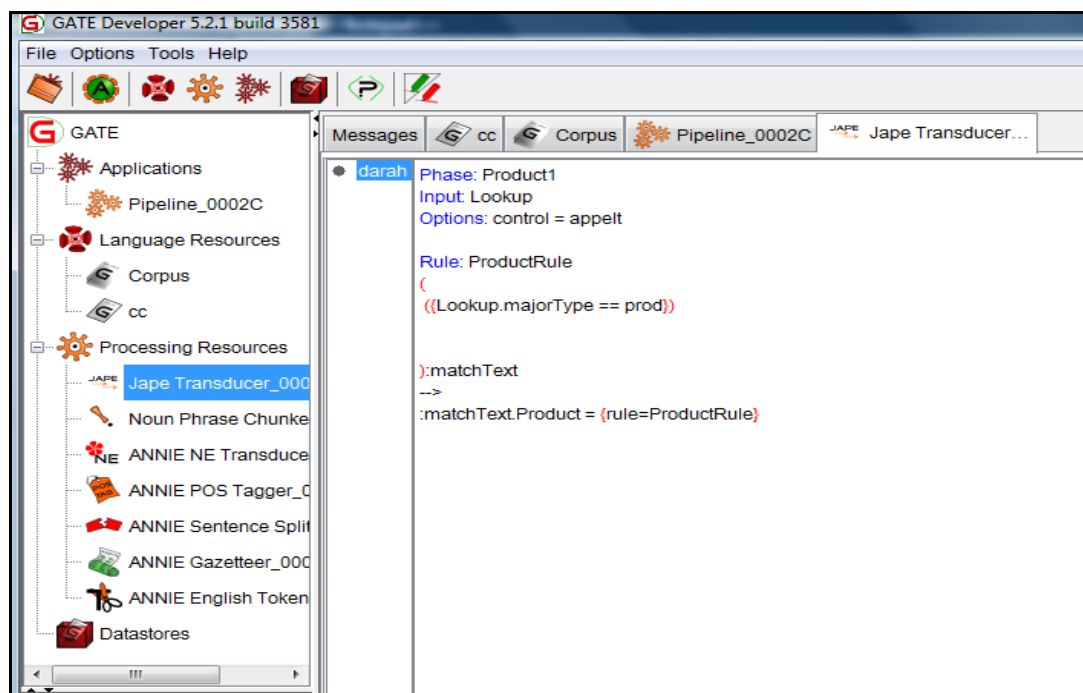 GATE Developer 5.2.1 build 3581
File Options Tools Help
GATE
Applications
Pipeline_0002C
Language Resources
Corpus
cc
Processing Resources
Jape Transducer_000
Noun Phrase Chunke
ANNIE NE Transduce
ANNIE POS Tagger_0
ANNIE Sentence Split
ANNIE Gazetteer_000
ANNIE English Token
Datastores
Messages cc Corpus Pipeline_0002C JAPE Jape Transducer...
darah
Phase: Product1
Input: Lookup
Options: control = appelt
Rule: ProductRule
(
({Lookup.majorType == prod})
):matchText
-->
:matchText.Product = {rule=ProductRule}